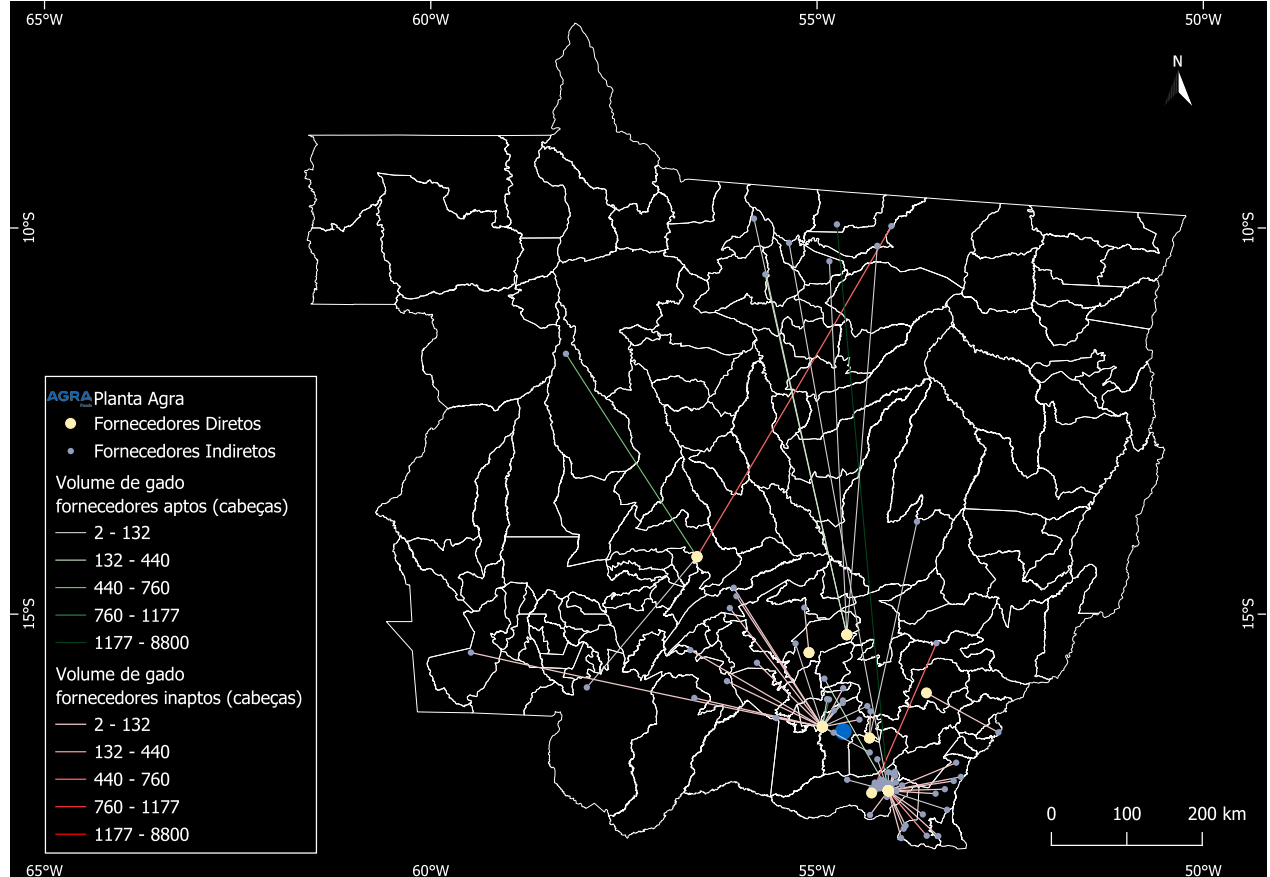 65°W 60°W 55°W 50°W
N
10°S 10°S
AGRA Planta Agra
Fornecedores Diretos
Fornecedores Indiretos
Volume de gado
fornecedores aptos (cabeças)
2 - 132
132 - 440
440 - 760
760 - 1177
1177 - 8800
15°S 15°S
Volume de gado
fornecedores inaptos (cabeças)
2 - 132
132 - 440
440 - 760
760 - 1177
1177 - 8800
0 100 200 km
65°W 60°W 55°W 50°W